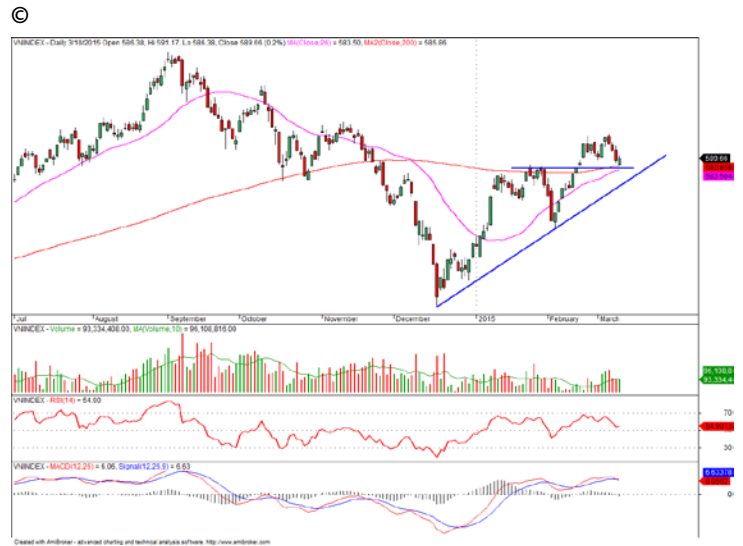 ©
VNINDEX - Daily 3/10/2015 Open 586.38, Hi 591.17, Lo 586.38, Close 589.66 (0.2%) MA(Close,26) = 583.50, MA2(Close,200) = 585.86
589.66
Jul August September October November December 2015 February March
VNINDEX - Volume = 93,334,408.00, MA(Volume,10) = 96,108,816.00
VNINDEX - RSI(14) = 54.00
70
VNINDEX - MACD(12,26) = 6.06, Signal(12,26,9) = 6.63
0
Created with AmiBroker - advanced charting and technical analysis software. http://www.amibroker.com